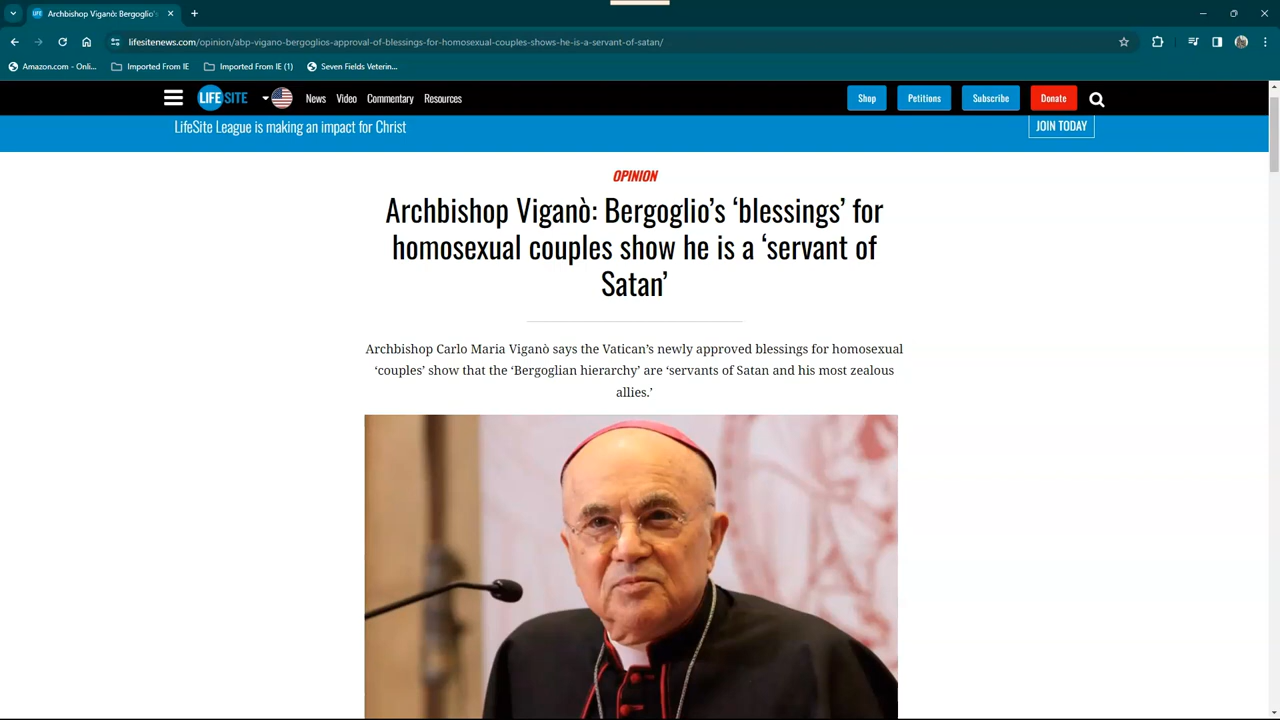 Archbishop Viganò: Bergoglio's
lifesitenews.com/opinion/abp-vigano-bergoglios-approval-of-blessings-for-homosexual-couples-shows-he-is-a-servant-of-satan/
Amazon.com - Onli... Imported From IE Imported From IE (1) Seven Fields Veterin...
LIFE SITE News Video Commentary Resources Shop Petitions Subscribe Donate
LifeSite League is making an impact for Christ JOIN TODAY
OPINION
Archbishop Viganò: Bergoglio's ‘blessings’ for
homosexual couples show he is a ‘servant of
Satan’
Archbishop Carlo Maria Viganò says the Vatican's newly approved blessings for homosexual
‘couples’ show that the ‘Bergoglian hierarchy’ are ‘servants of Satan and his most zealous
allies.’